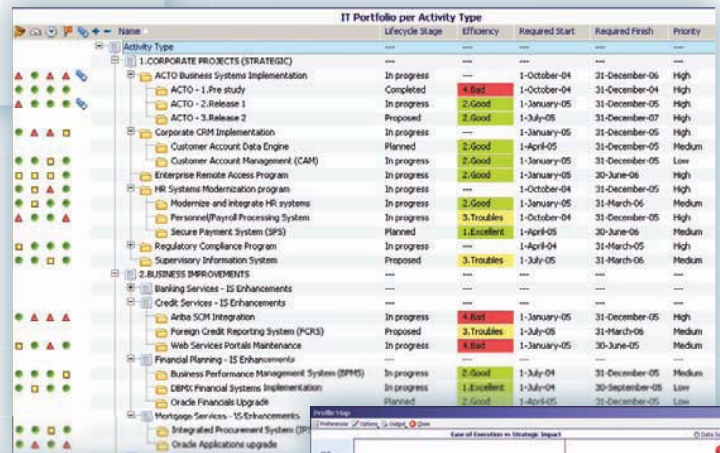 IT Portfolio per Activity Type
Name Lifecycle Stage Efficiency Required Start Required Finish Priority
Activity Type --- --- --- --- ---
1.CORPORATE PROJECTS (STRATEGIC) --- --- --- --- ---
ACTO Business Systems Implementation In progress --- 1-October-04 31-December-06 High
ACTO - 1.Pre study Completed 4.Bad 1-October-04 31-December-04 High
ACTO - 2.Release 1 In progress 2.Good 1-January-05 31-December-05 High
ACTO - 3.Release 2 Proposed 2.Good 1-July-05 31-December-07 High
Corporate CRM Implementation In progress --- 1-January-05 31-December-05 High
Customer Account Data Engine Planned 2.Good 1-April-05 31-December-05 Medium
Customer Account Management (CAM) In progress 2.Good 1-January-05 31-December-05 Low
Enterprise Remote Access Program In progress 2.Good 1-January-05 30-June-06 High
HR Systems Modernization program In progress --- 1-October-04 31-December-05 High
Modernize and integrate HR systems In progress 2.Good 1-January-05 31-March-06 Medium
Personnel/Payroll Processing System In progress 3.Troubles 1-October-04 31-December-05 High
Secure Payment System (SPS) Planned 1.Excellent 1-April-05 30-June-06 Medium
Regulatory Compliance Program In progress --- 1-April-04 31-March-05 High
Supervisory Information System Proposed 3.Troubles 1-July-05 31-March-06 Medium
2.BUSINESS IMPROVEMENTS --- --- --- --- ---
Banking Services - IS Enhancements --- --- --- --- ---
Credit Services - IS Enhancements --- --- --- --- ---
Ariba SCM Integration In progress 4.Bad 1-January-05 31-December-05 High
Foreign Credit Reporting System (FCRS) Proposed 3.Troubles 1-July-05 31-March-06 Medium
Web Services Portals Maintenance In progress 4.Bad 1-January-05 30-June-05 Medium
Financial Planning - IS Enhancements --- --- --- --- ---
Business Performance Management System (BPMS) In progress 2.Good 1-July-04 31-December-05 Medium
DBMX Financial Systems Implementation In progress 1.Excellent 1-July-04 30-September-05 Low
Oracle Financials Upgrade Planned 2.Good 1-April-05 31-December-05 Low
Mortgage Services - IS Enhancements
Integrated Procurement System
Oracle Applications upgrade
Profile Map
Preferences Options Output Close
Ease of Execution vs Strategic Impact